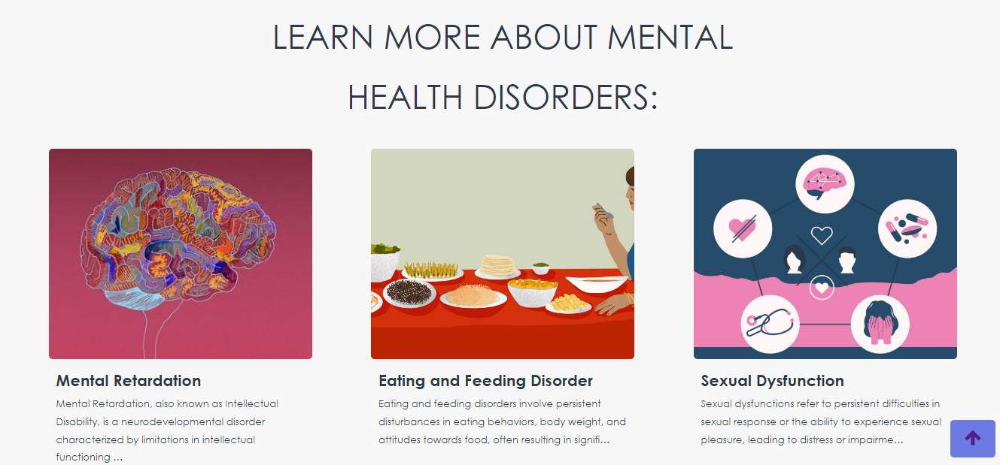 LEARN MORE ABOUT MENTAL
HEALTH DISORDERS:
Mental Retardation
Mental Retardation, also known as Intellectual
Disability, is a neurodevelopmental disorder
characterized by limitations in intellectual
functioning ...
Eating and Feeding Disorder
Eating and feeding disorders involve persistent
disturbances in eating behaviors, body weight, and
attitudes towards food, often resulting in signifi...
Sexual Dysfunction
Sexual dysfunctions refer to persistent difficulties in
sexual response or the ability to experience sexual
pleasure, leading to distress or impairme...